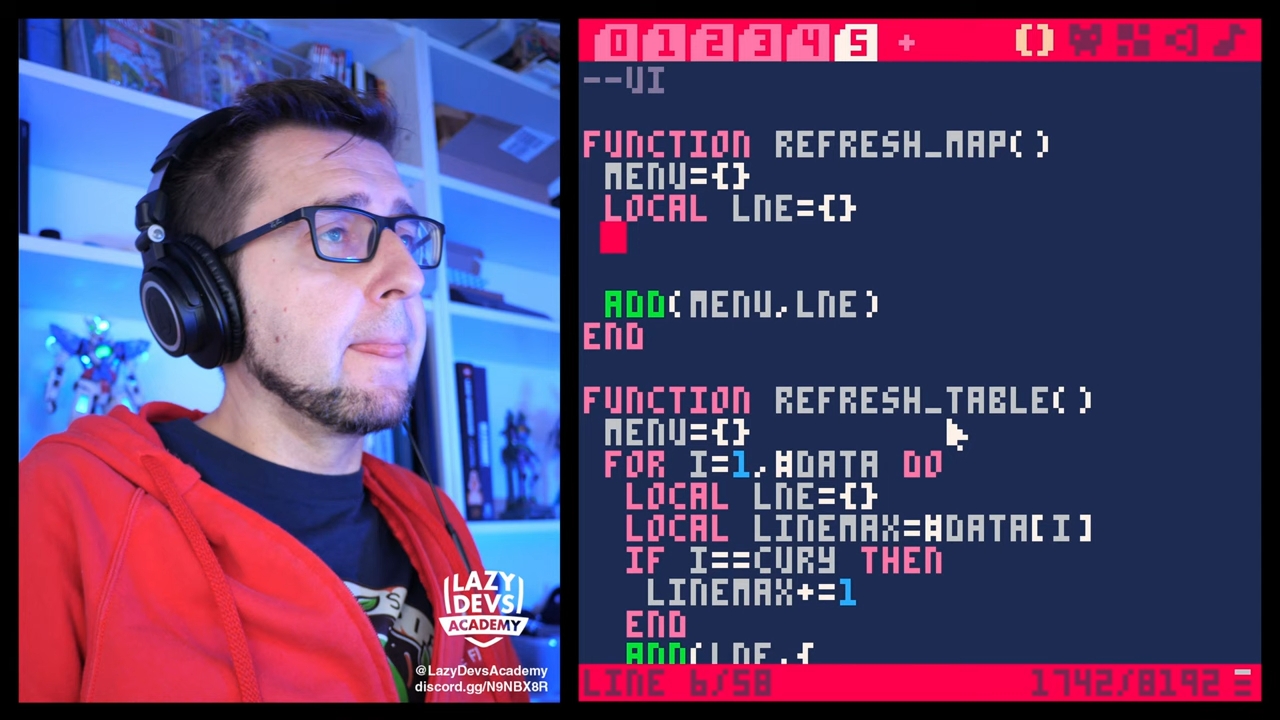 LAZY
DEVS
ACADEMY
@LazyDevsAcademy
discord.gg/N9NBX8R
0 1 2 3 4 5 +
--UI
FUNCTION REFRESH_MAP()
MENU={}
LOCAL LNE={}
ADD(MENU,LNE)
END
FUNCTION REFRESH_TABLE()
MENU={}
FOR I=1,#DATA DO
LOCAL LNE={}
LOCAL LINEMAX=#DATA[I]
IF I==CURY THEN
LINEMAX+=1
END
ADD(LNE,{
LINE 6/58
1742/8192